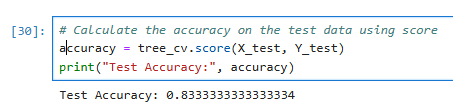 [30]:
# Calculate the accuracy on the test data using score
accuracy = tree_cv.score(X_test, Y_test)
print("Test Accuracy:", accuracy)
Test Accuracy: 0.8333333333333334